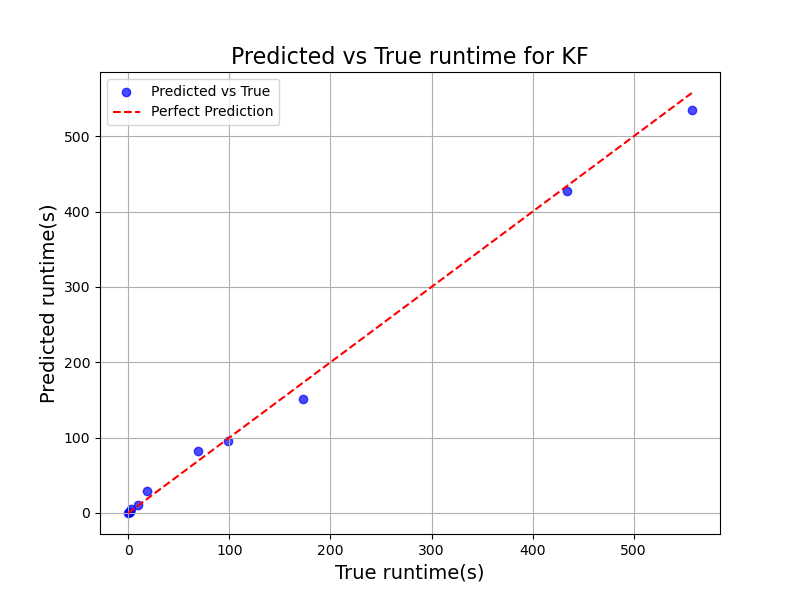 Predicted vs True runtime for KF
Predicted vs True
Perfect Prediction
Predicted runtime(s)
500
400
300
200
100
0
0 100 200 300 400 500
True runtime(s)